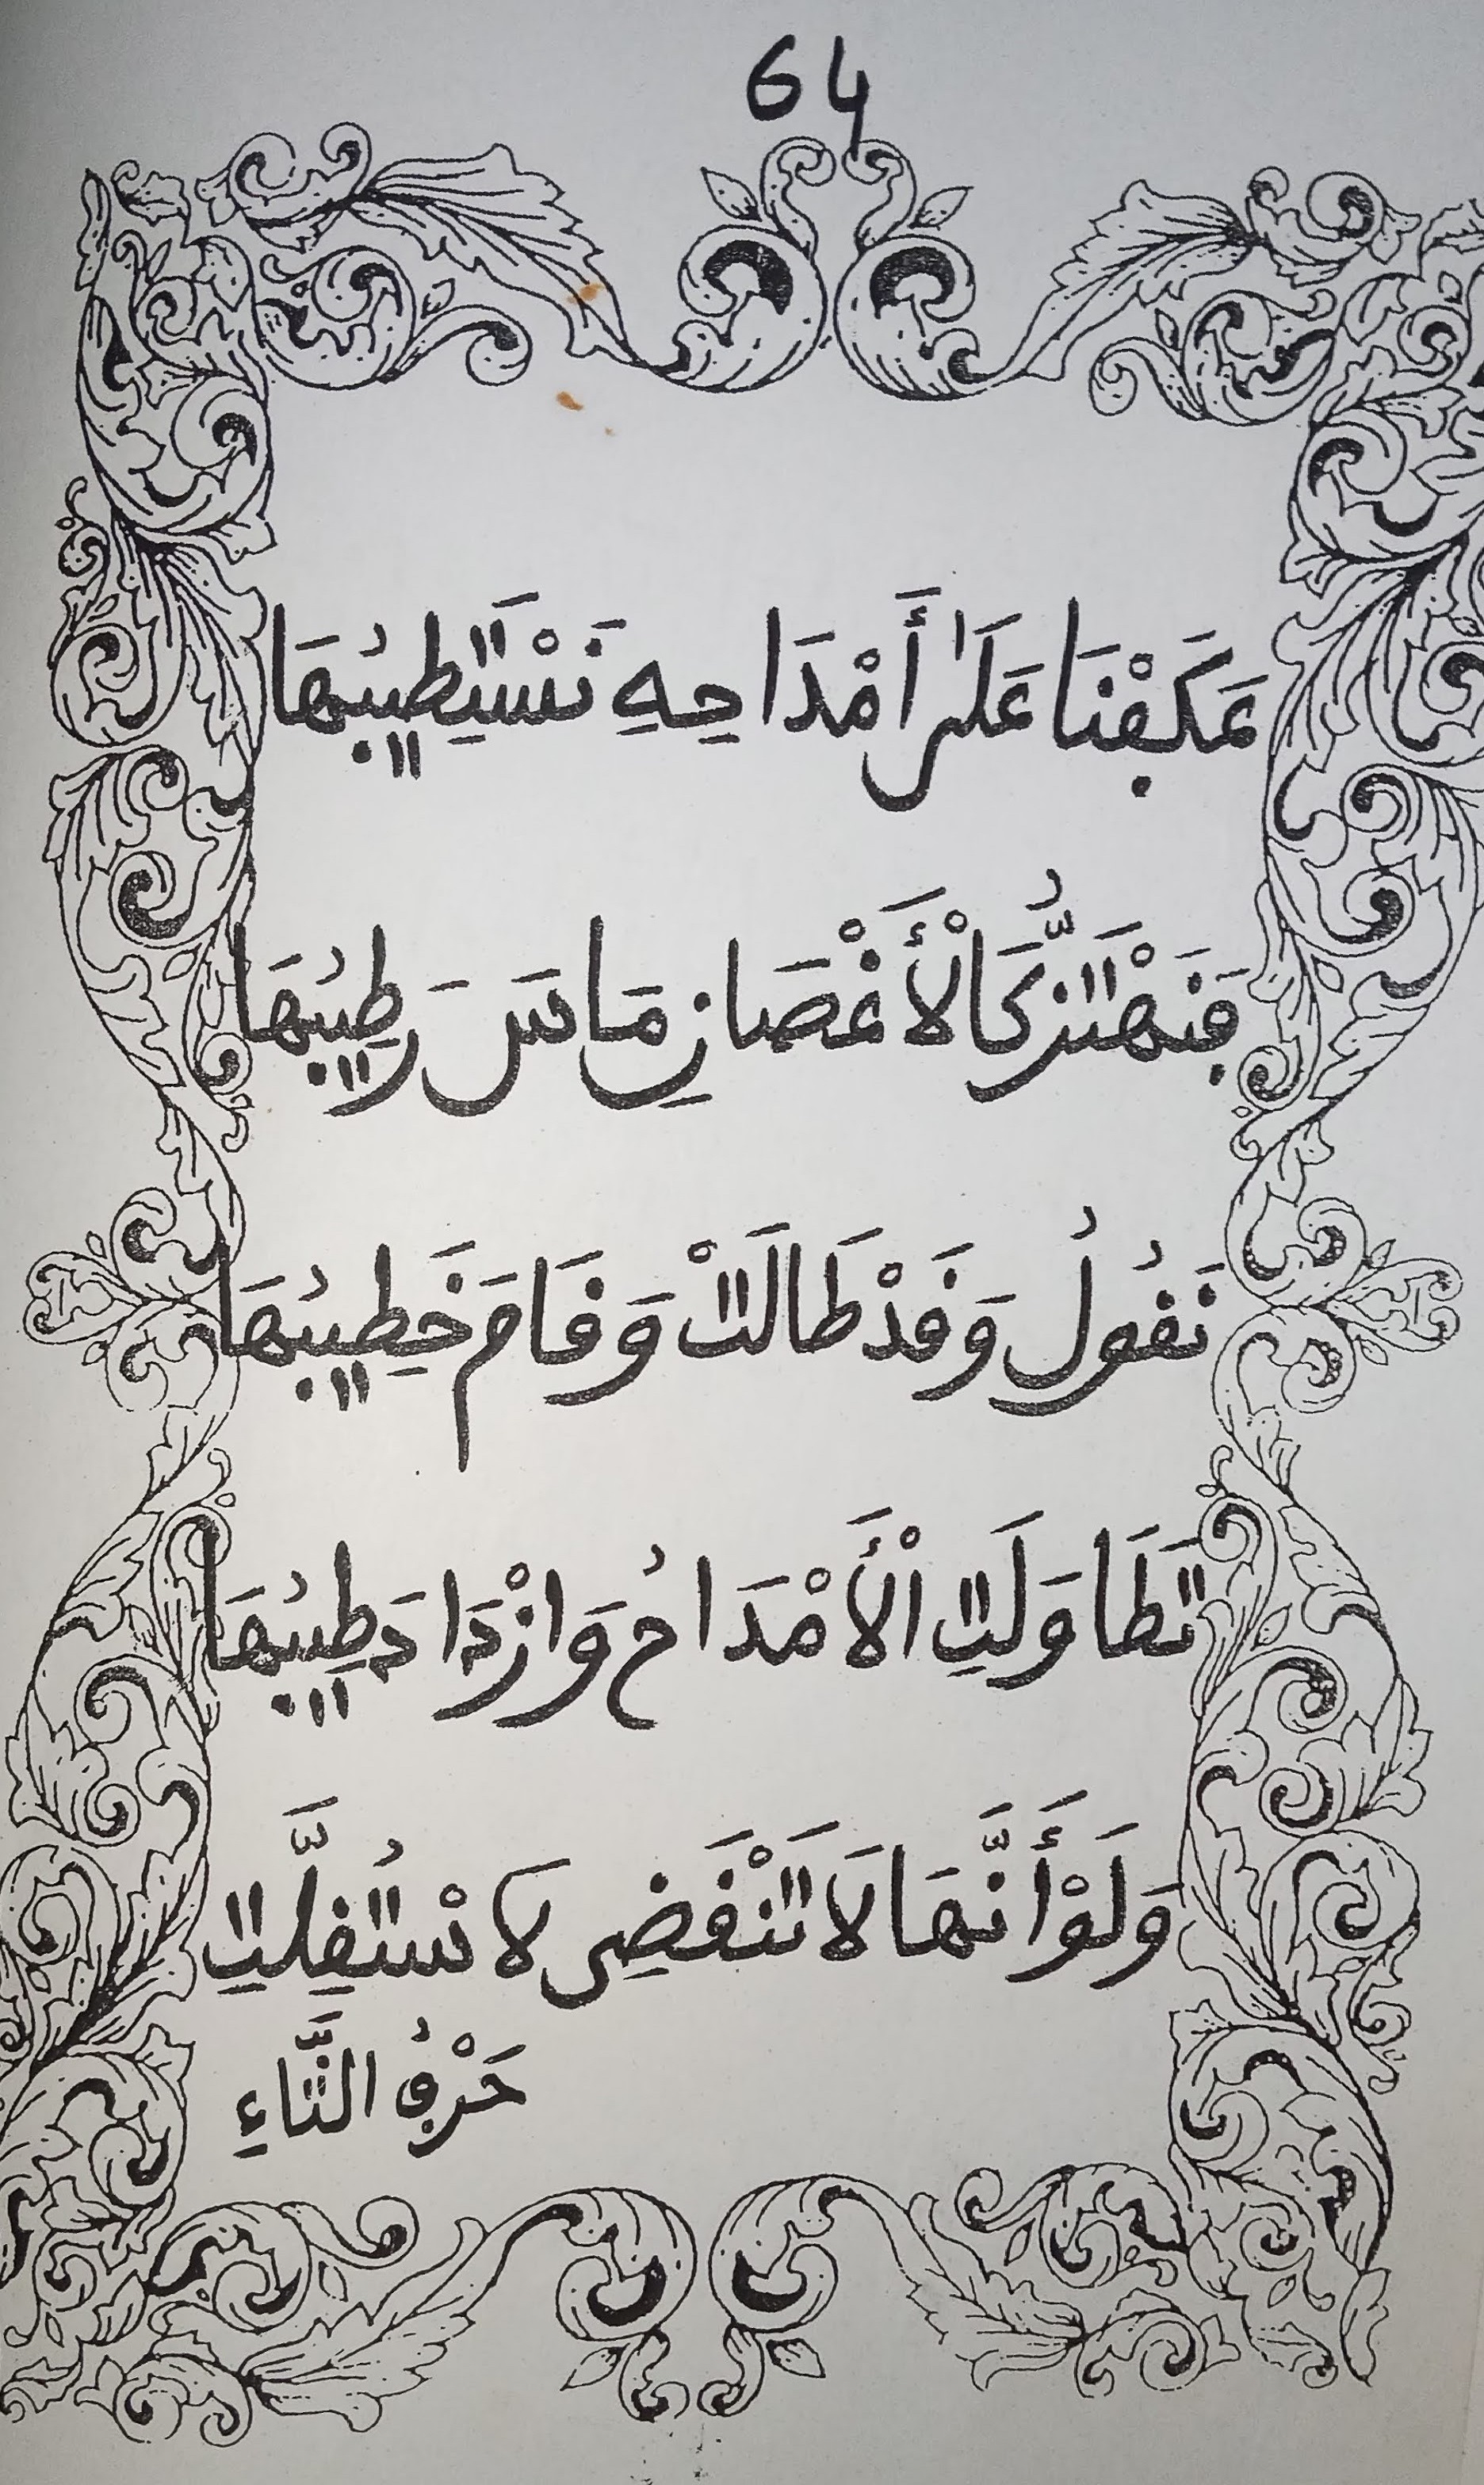 64
عَكَفْنَا عَلَىٰ أَمْدَاحِهِ نَسْتَطِيبُهَا
فَنَهْتَزُّ كَالْأَغْصَانِ مَاسَ رَطِيبُهَا
نَقُولُ وَقَدْ طَالَتْ وَقَامَ خَطِيبُهَا
تَطَاوَلَتِ الْأَمْدَاحُ وَازْدَادَ طِيبُهَا
وَلَوْ أَنَّهَا لَا تَنْقَضِي لَاسْتُقِلَّتِ
حَرْفُ الثَّاءِ